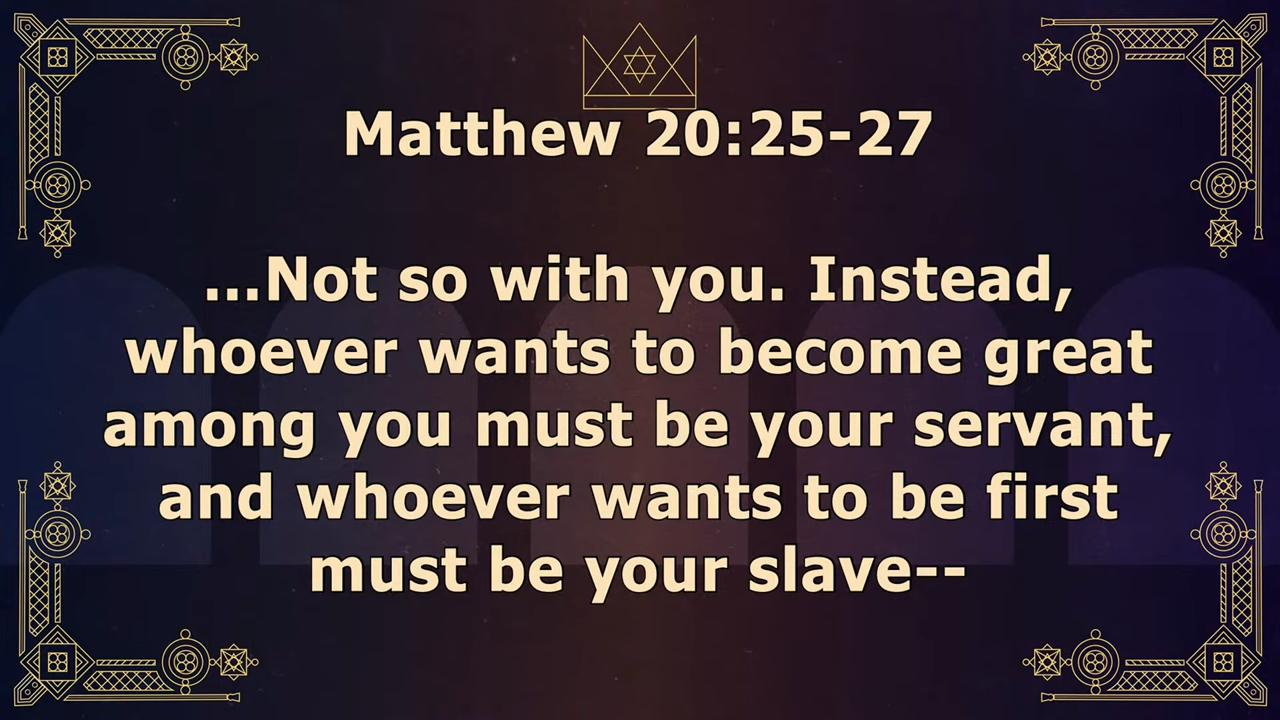 Matthew 20:25-27
...Not so with you. Instead,
whoever wants to become great
among you must be your servant,
and whoever wants to be first
must be your slave--